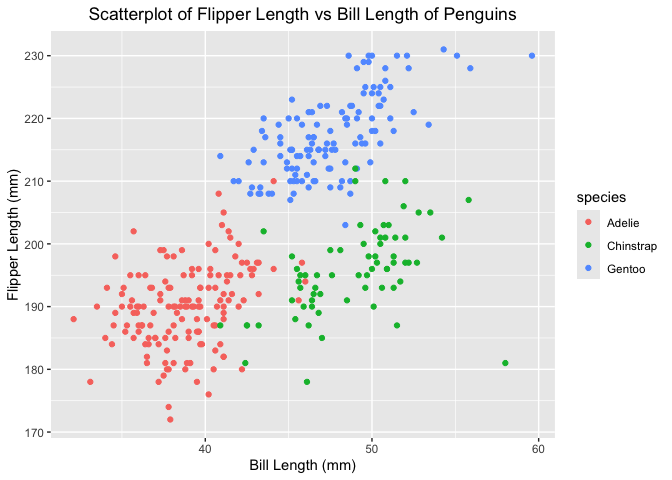 Scatterplot of Flipper Length vs Bill Length of Penguins
Flipper Length (mm)
230
220
210
200
190
180
170
40 50 60
Bill Length (mm)
species
Adelie
Chinstrap
Gentoo